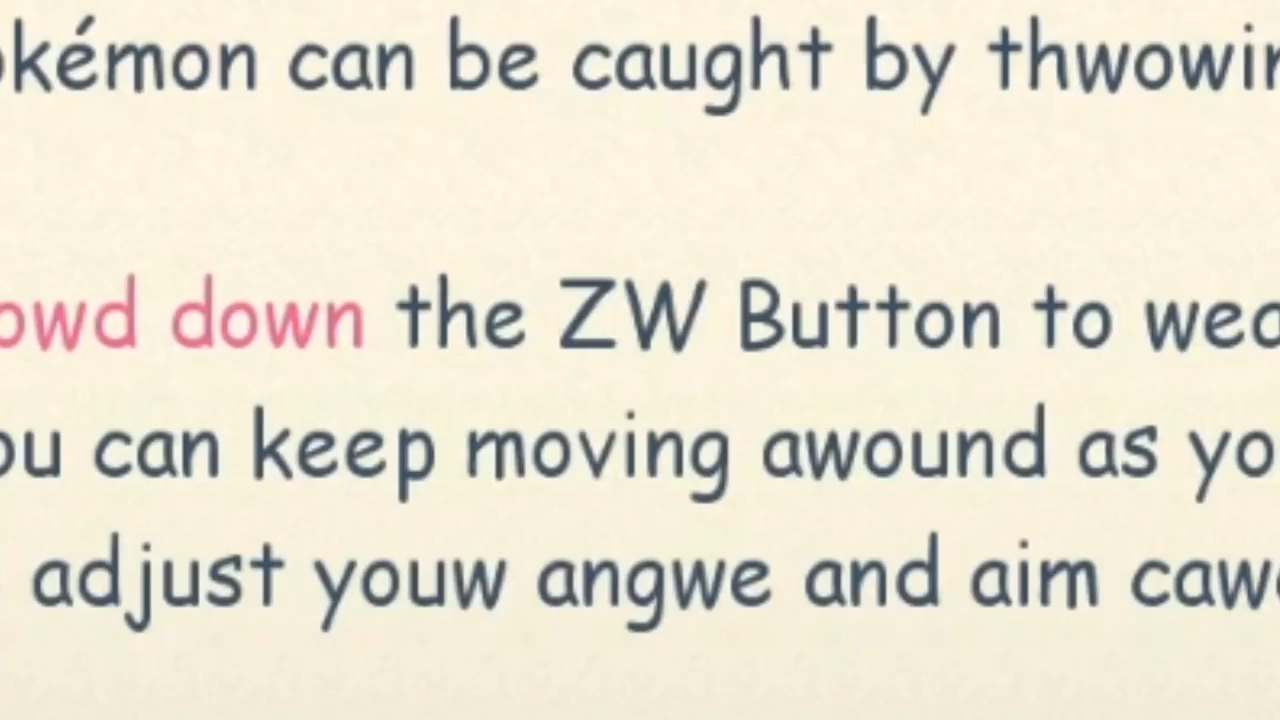 okémon can be caught by thwowin
owd down the ZW Button to wea
ou can keep moving awound as yo
adjust youw angwe and aim cawe